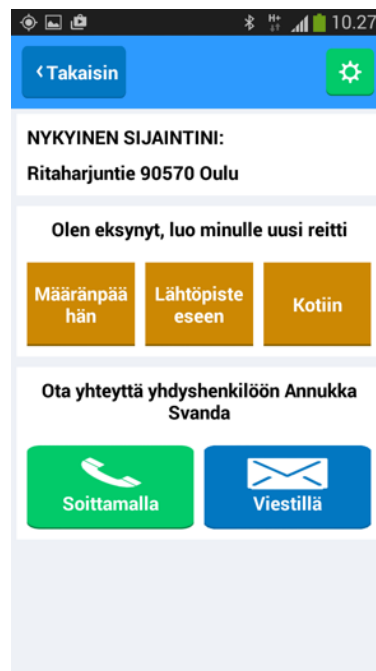 10.27
Takaisin
NYKYINEN SIJAINTINI:
Ritaharjuntie 90570 Oulu
Olen eksynyt, luo minulle uusi reitti
Määränpää
hän
Lähtöpiste
eseen
Kotiin
Ota yhteyttä yhdyshenkilöön Annukka
Svanda
Soittamalla
Viestillä